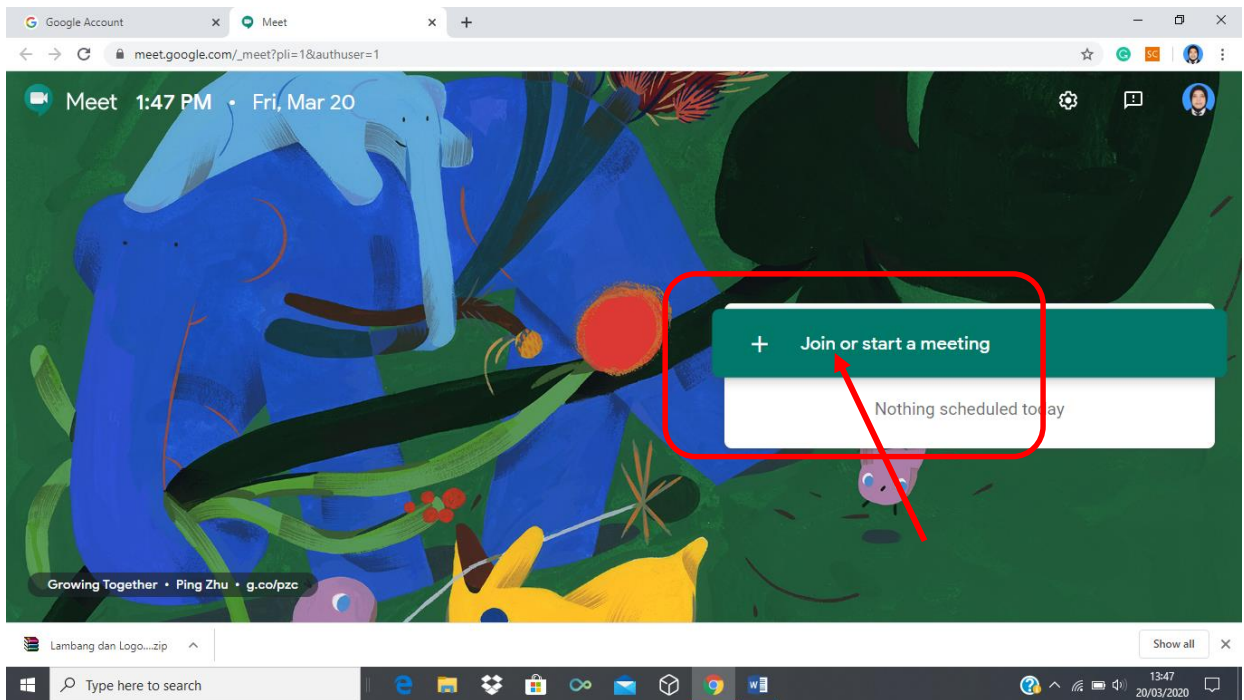 Google Account
Meet
meet.google.com/_meet?pli=1&authuser=1
Meet 1:47 PM • Fri, Mar 20
+ Join or start a meeting
Nothing scheduled today
Growing Together • Ping Zhu • g.co/pzc
Lambang dan Logo....zip
Show all
Type here to search
13:47
20/03/2020